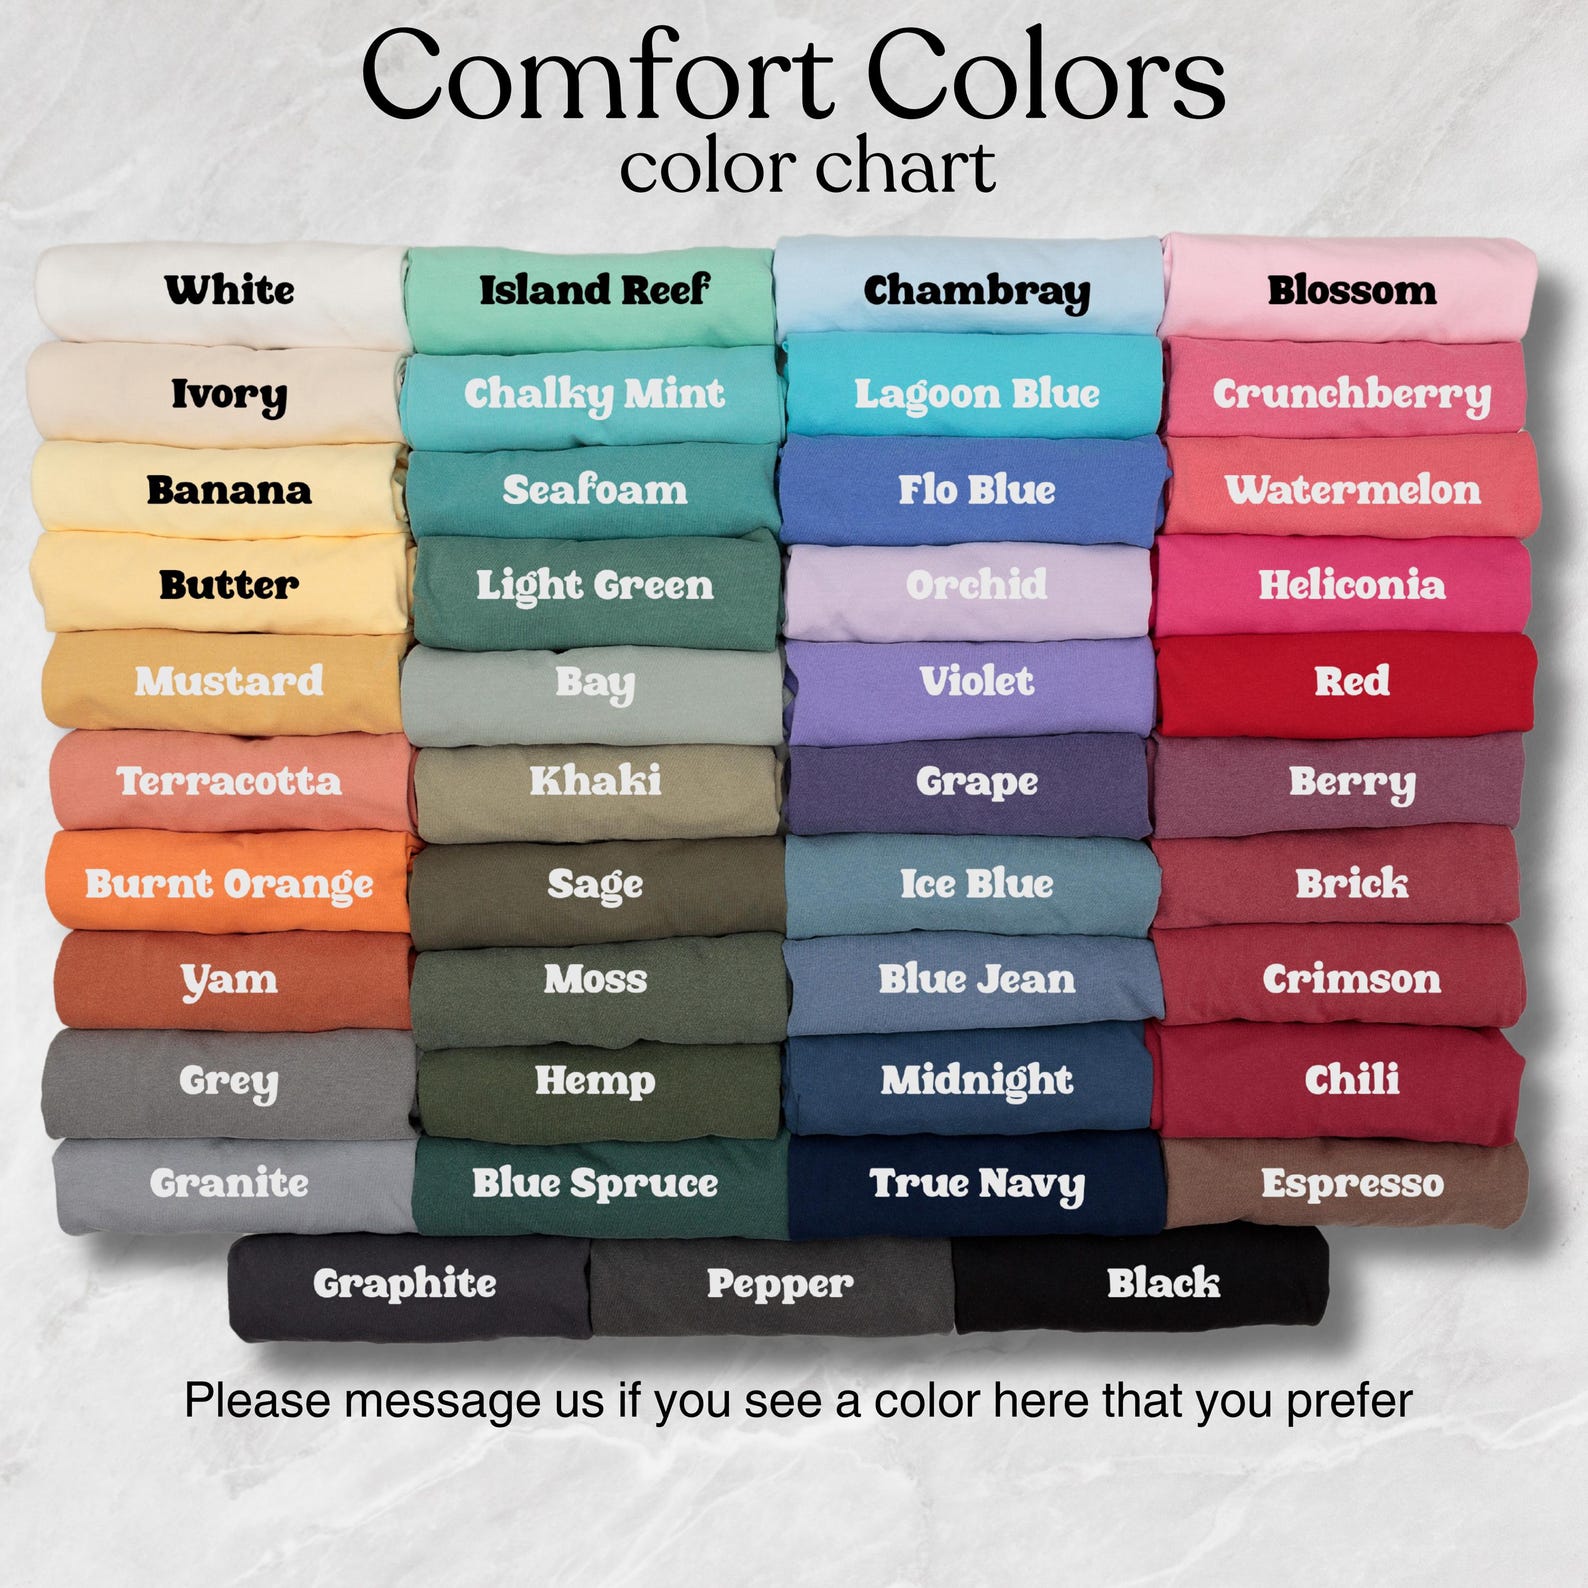 Comfort Colors
color chart
White
Island Reef
Chambray
Blossom
Ivory
Chalky Mint
Lagoon Blue
Crunchberry
Banana
Seafoam
Flo Blue
Watermelon
Butter
Light Green
Orchid
Heliconia
Mustard
Bay
Violet
Red
Terracotta
Khaki
Grape
Berry
Burnt Orange
Sage
Ice Blue
Brick
Yam
Moss
Blue Jean
Crimson
Grey
Hemp
Midnight
Chili
Granite
Blue Spruce
True Navy
Espresso
Graphite
Pepper
Black
Please message us if you see a color here that you prefer